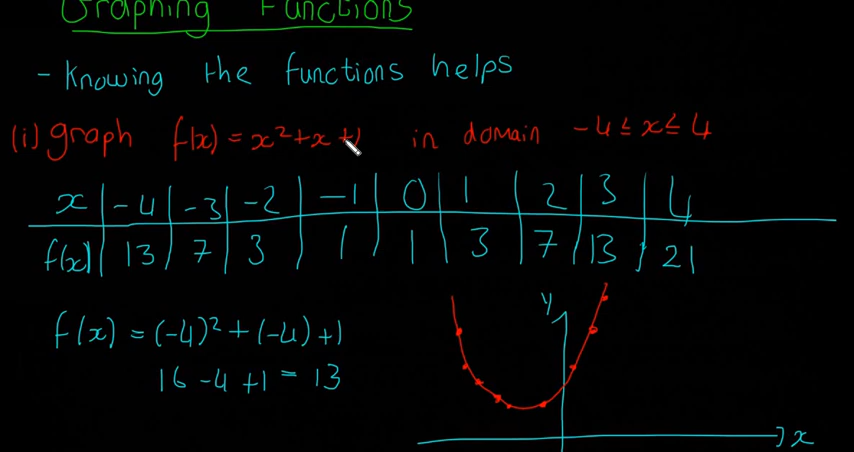 Graphing Functions
- Knowing the functions helps
(i) graph f(x) = x² + x + 1 in domain -4 ≤ x ≤ 4
x | -4 | -3 | -2 | -1 | 0 | 1 | 2 | 3 | 4
f(x) | 13 | 7 | 3 | 1 | 1 | 3 | 7 | 13 | 21
f(x) = (-4)² + (-4) + 1
16 - 4 + 1 = 13
y
x